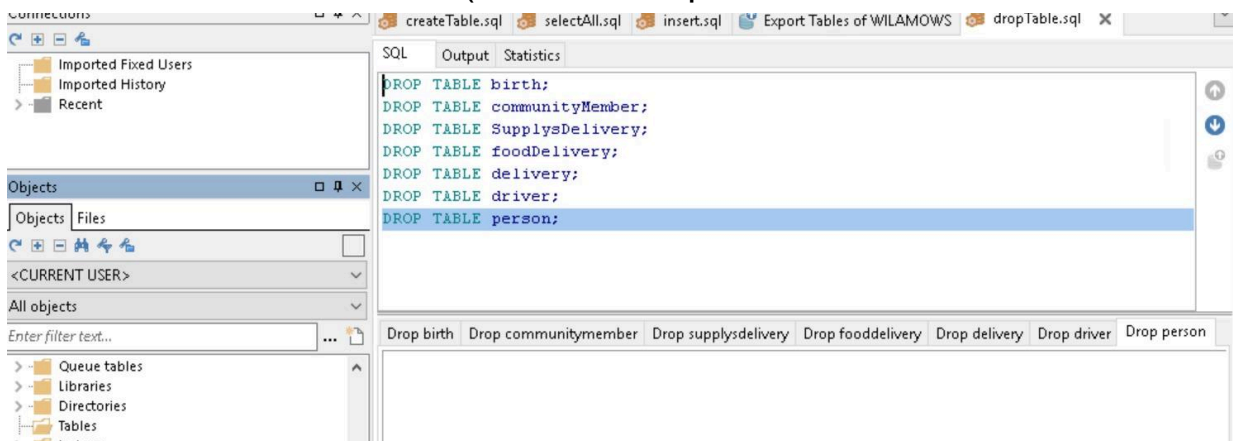 Connections
createTable.sql selectAll.sql insert.sql Export Tables of WILAMOWS dropTable.sql
Imported Fixed Users
Imported History
Recent
SQL Output Statistics
DROP TABLE birth;
DROP TABLE communityMember;
DROP TABLE SupplysDelivery;
DROP TABLE foodDelivery;
DROP TABLE delivery;
DROP TABLE driver;
DROP TABLE person;
Objects
Objects Files
<CURRENT USER>
All objects
Enter filter text... ...
Drop birth Drop communitymember Drop supplysdelivery Drop fooddelivery Drop delivery Drop driver Drop person
Queue tables
Libraries
Directories
Tables